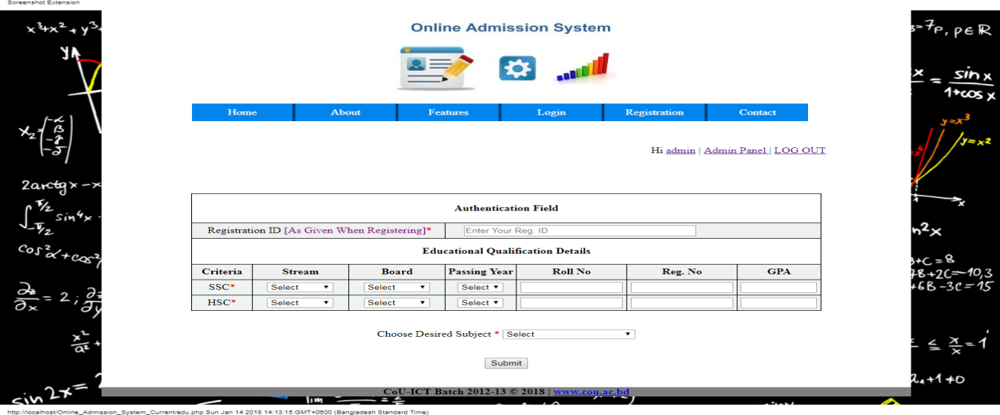 Screenshot Extension
Online Admission System
Home About Features Login Registration Contact
Hi admin | Admin Panel | LOG OUT
Authentication Field
Registration ID [As Given When Registering]* Enter Your Reg. ID
Educational Qualification Details
Criteria Stream Board Passing Year Roll No Reg. No GPA
SSC* Select Select Select
HSC* Select Select Select
Choose Desired Subject * Select
Submit
CoU-ICT Batch 2012-13 © 2018 | www.cou.ac.bd
http://localhost/Online_Admission_System_Current/edu.php Sun Jan 14 2018 14:13:15 GMT+0600 (Bangladesh Standard Time)